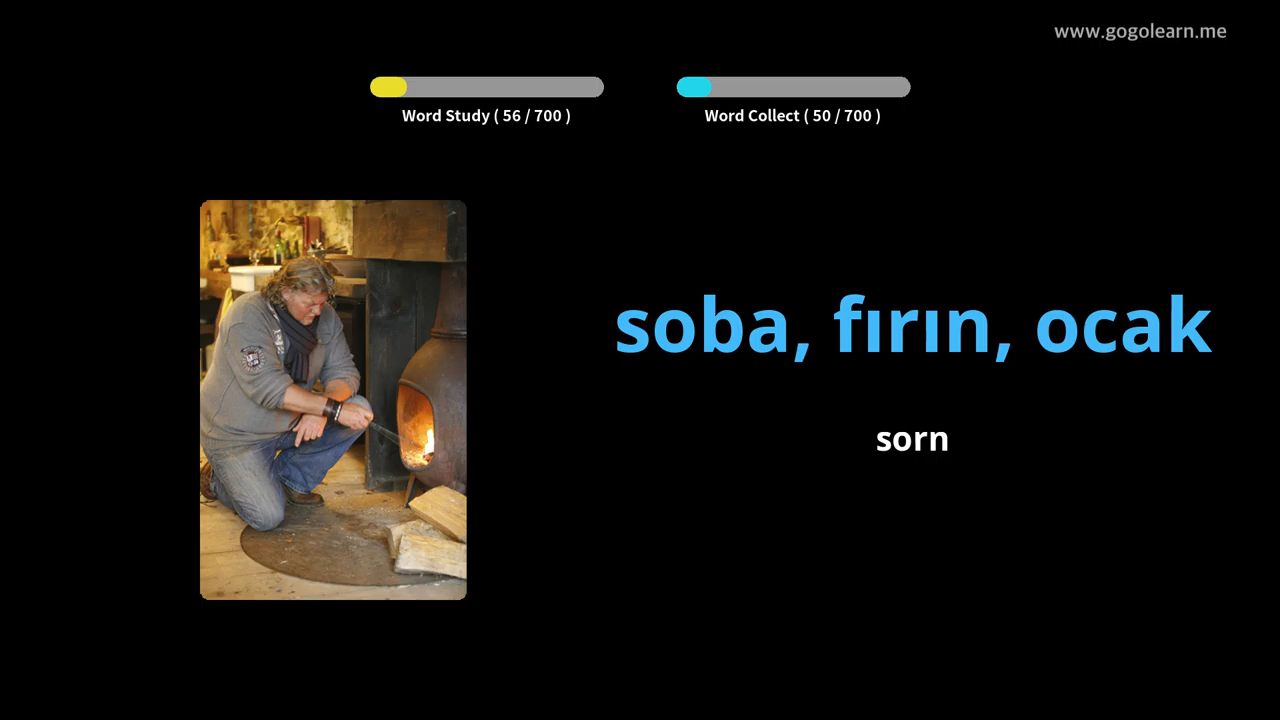 www.gogolearn.me
Word Study ( 56 / 700 )
Word Collect ( 50 / 700 )
soba, fırın, ocak
sorn